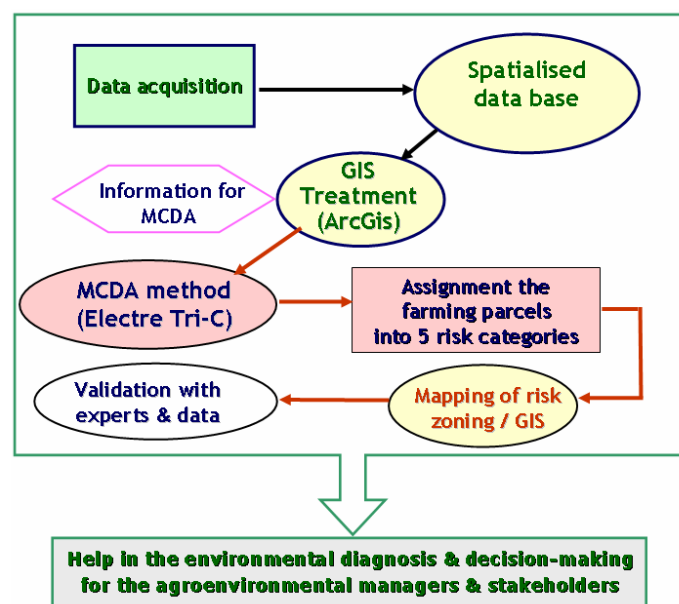 Data acquisition
Spatialised
data base
GIS
Treatment
(ArcGis)
Information for
MCDA
MCDA method
(Electre Tri-C)
Assignment the
farming parcels
into 5 risk categories
Mapping of risk
zoning / GIS
Validation with
experts & data
Help in the environmental diagnosis & decision-making
for the agroenvironmental managers & stakeholders